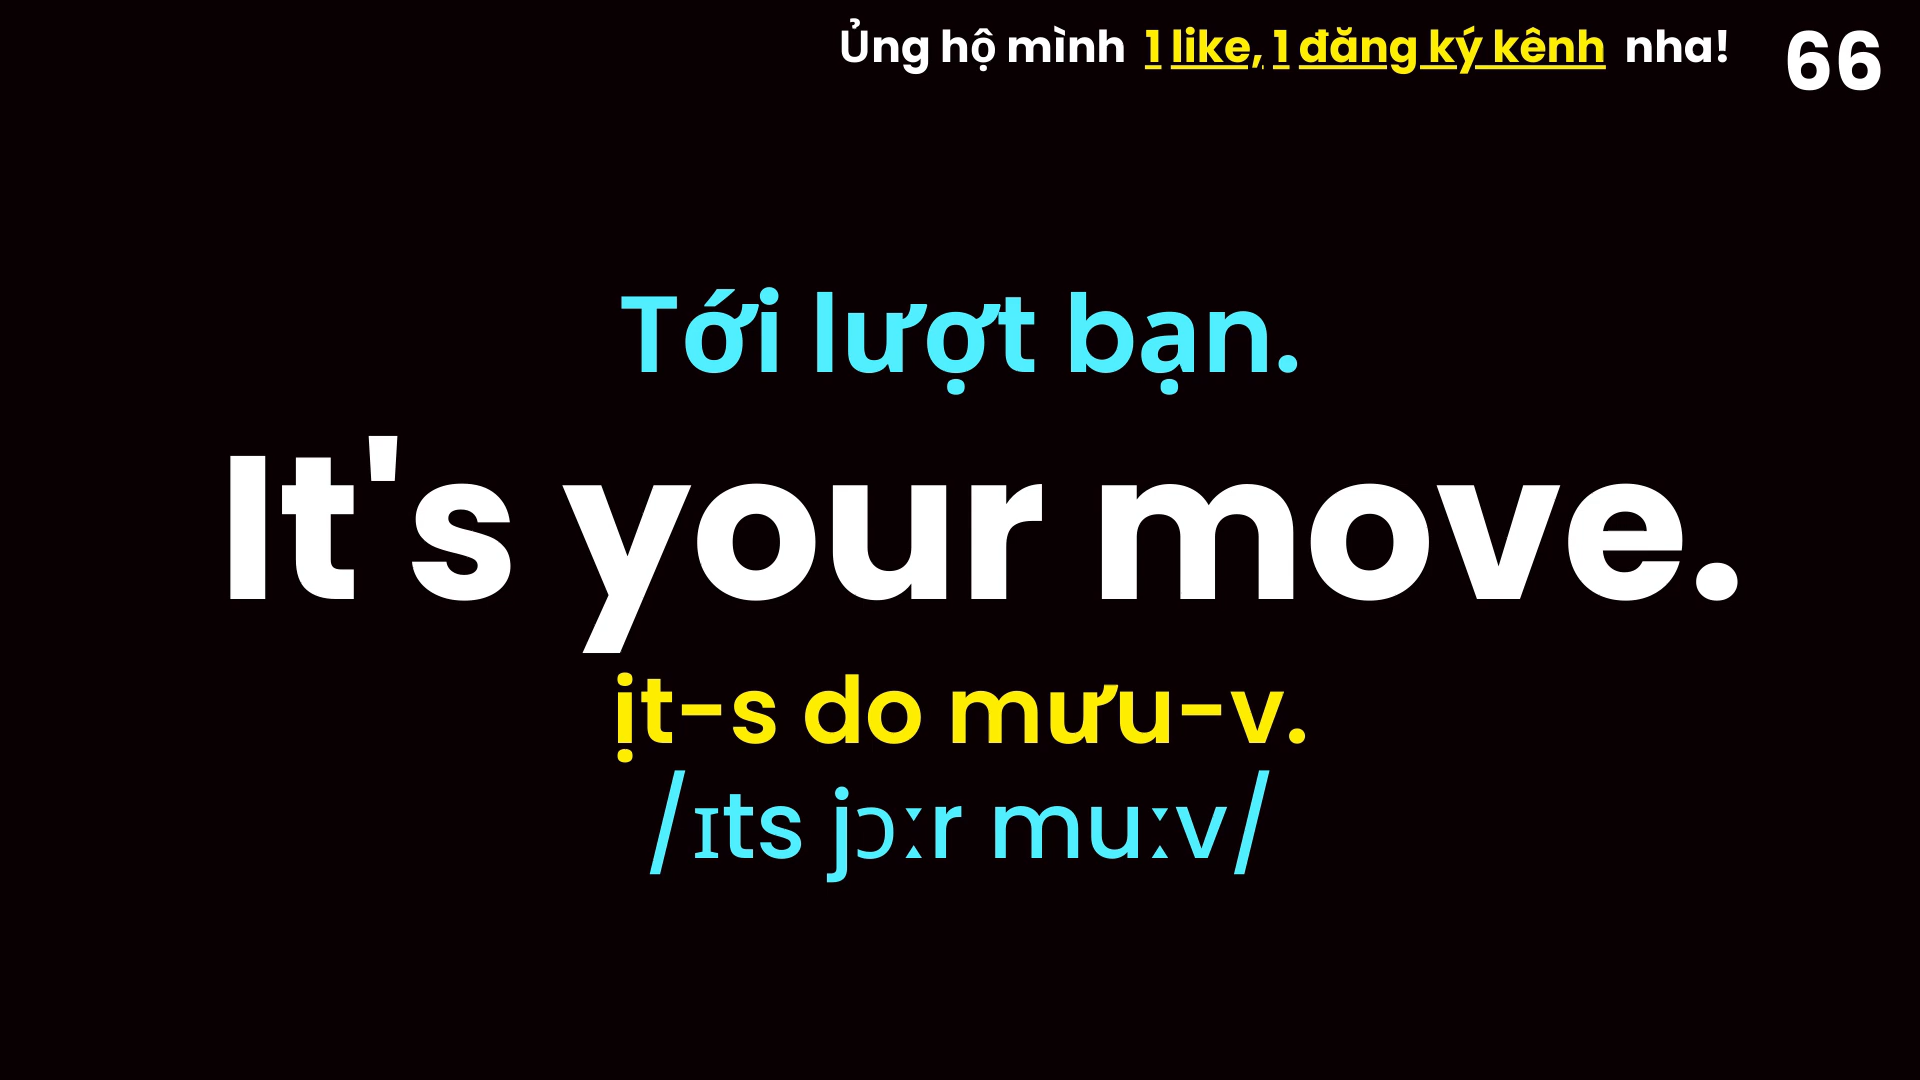 Ủng hộ mình 1 like, 1 đăng ký kênh nha! 66
Tới lượt bạn.
It's your move.
ịt-s do mưu-v.
/ɪts jɔːr muːv/